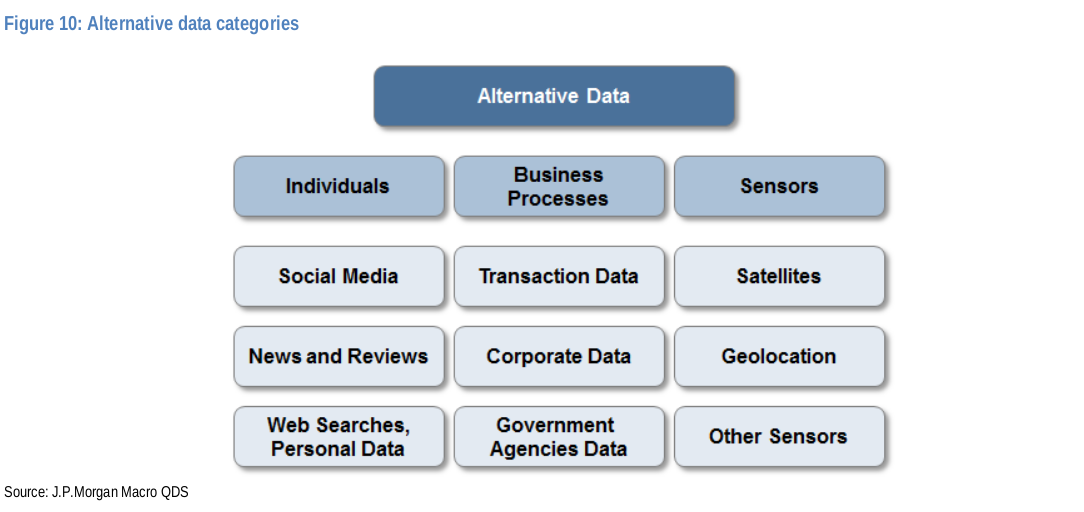 Figure 10: Alternative data categories
Alternative Data
Individuals
Business
Processes
Sensors
Social Media
Transaction Data
Satellites
News and Reviews
Corporate Data
Geolocation
Web Searches,
Personal Data
Government
Agencies Data
Other Sensors
Source: J.P.Morgan Macro QDS